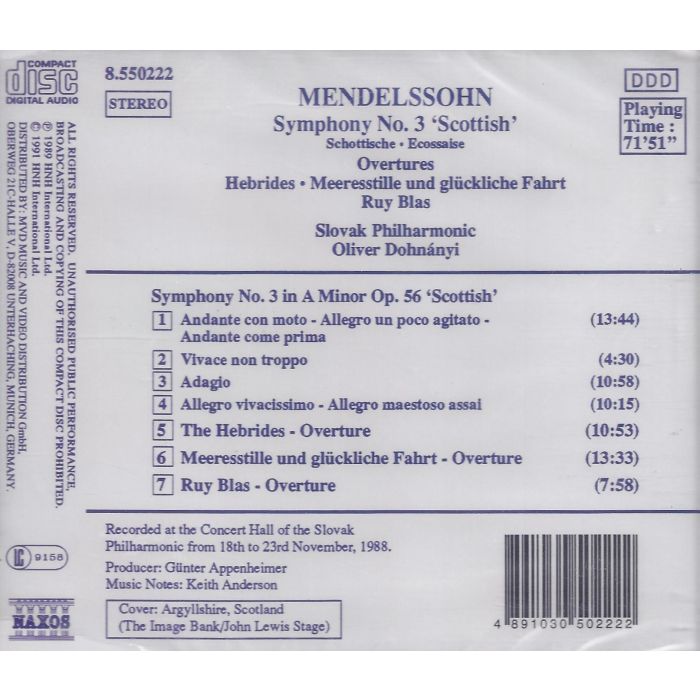 COMPACT
disc
DIGITAL AUDIO
8.550222
STEREO
MENDELSSOHN
Symphony No. 3 ‘Scottish’
Schottische · Ecossaise
Overtures
Hebrides · Meeresstille und glückliche Fahrt
Ruy Blas
Slovak Philharmonic
Oliver Dohnányi
DDD
Playing
Time :
71’51”
Symphony No. 3 in A Minor Op. 56 ‘Scottish’
1 Andante con moto - Allegro un poco agitato - (13:44)
Andante come prima
2 Vivace non troppo (4:30)
3 Adagio (10:58)
4 Allegro vivacissimo - Allegro maestoso assai (10:15)
5 The Hebrides - Overture (10:53)
6 Meeresstille und glückliche Fahrt - Overture (13:33)
7 Ruy Blas - Overture (7:58)
Recorded at the Concert Hall of the Slovak
Philharmonic from 18th to 23rd November, 1988.
Producer: Günter Appenheimer
Music Notes: Keith Anderson
Cover: Argyllshire, Scotland
(The Image Bank/John Lewis Stage)
4 891030 502222
ALL RIGHTS RESERVED. UNAUTHORISED PUBLIC PERFORMANCE,
BROADCASTING AND COPYING OF THIS COMPACT DISC PROHIBITED.
℗ 1989 HNH International Ltd.
© 1991 HNH International Ltd.
DISTRIBUTED BY: MVD MUSIC AND VIDEO DISTRIBUTION GmbH,
OBERWEG 21C-HALLE V, D-82008 UNTERHACHING, MUNICH, GERMANY.
LC 9158
NAXOS